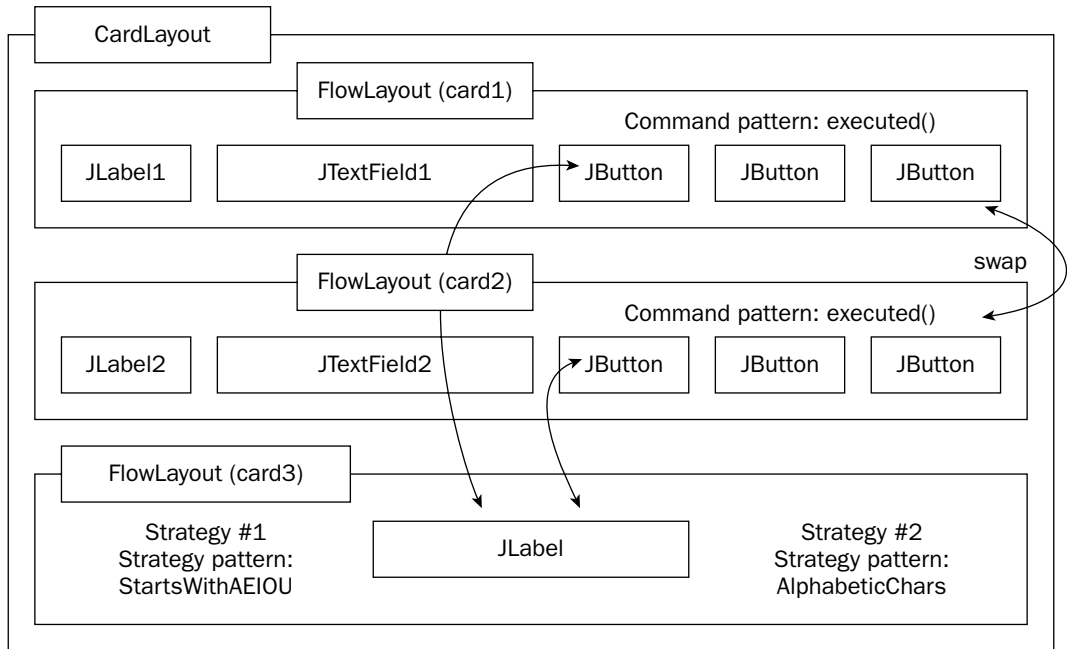 CardLayout
FlowLayout (card1)
Command pattern: executed()
JLabel1
JTextField1
JButton
JButton
JButton
swap
FlowLayout (card2)
Command pattern: executed()
JLabel2
JTextField2
JButton
JButton
JButton
FlowLayout (card3)
Strategy #1
Strategy pattern:
StartsWithAEIOU
JLabel
Strategy #2
Strategy pattern:
AlphabeticChars